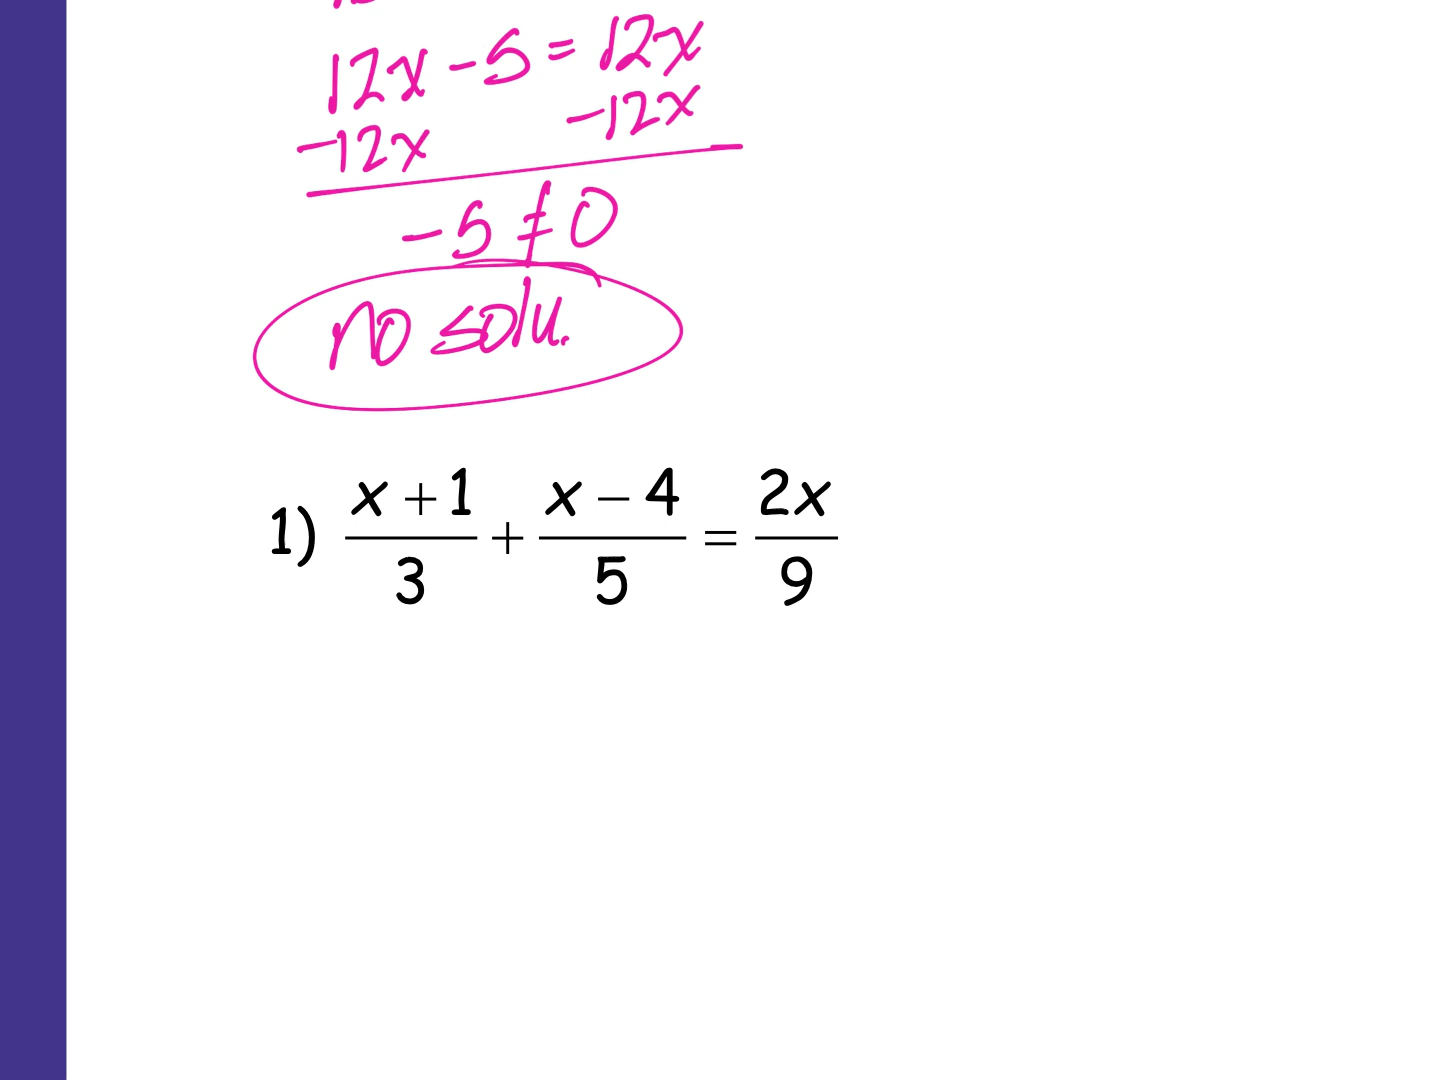 12x - 5 = 12x
-12x -12x
-5 ≠ 0
no solu.
1) x + 1 / 3 + x - 4 / 5 = 2x / 9